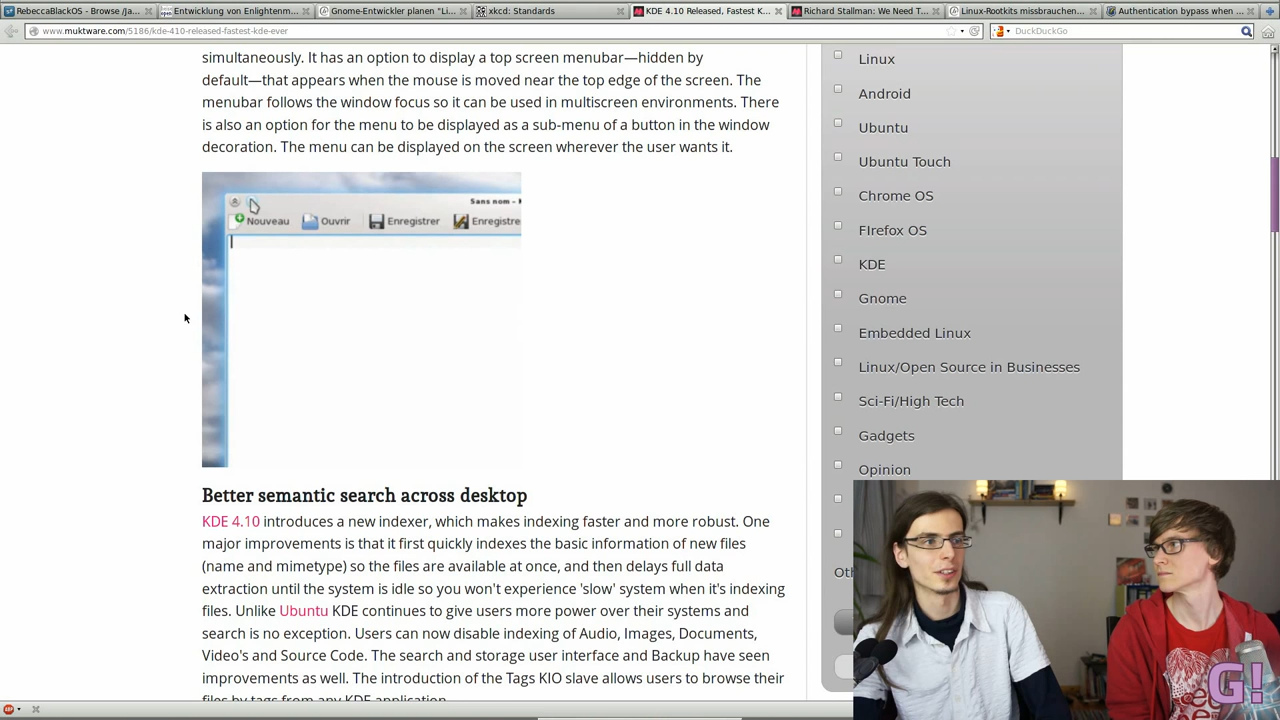 RebeccaBlackOS - Browse /Ja...
Entwicklung von Enlightenm...
Gnome-Entwickler planen "Li...
xkcd: Standards
KDE 4.10 Released, Fastest K...
Richard Stallman: We Need T...
Linux-Rootkits missbrauchen...
Authentication bypass when ...
www.muktware.com/5186/kde-410-released-fastest-kde-ever
DuckDuckGo
simultaneously. It has an option to display a top screen menubar—hidden by
default—that appears when the mouse is moved near the top edge of the screen. The
menubar follows the window focus so it can be used in multiscreen environments. There
is also an option for the menu to be displayed as a sub-menu of a button in the window
decoration. The menu can be displayed on the screen wherever the user wants it.
Sans nom –
Nouveau Ouvrir Enregistrer Enregistre
Better semantic search across desktop
KDE 4.10 introduces a new indexer, which makes indexing faster and more robust. One
major improvements is that it first quickly indexes the basic information of new files
(name and mimetype) so the files are available at once, and then delays full data
extraction until the system is idle so you won't experience 'slow' system when it's indexing
files. Unlike Ubuntu KDE continues to give users more power over their systems and
search is no exception. Users can now disable indexing of Audio, Images, Documents,
Video's and Source Code. The search and storage user interface and Backup have seen
improvements as well. The introduction of the Tags KIO slave allows users to browse their
files by tags from any KDE application.
Linux
Android
Ubuntu
Ubuntu Touch
Chrome OS
FIrefox OS
KDE
Gnome
Embedded Linux
Linux/Open Source in Businesses
Sci-Fi/High Tech
Gadgets
Opinion
G!